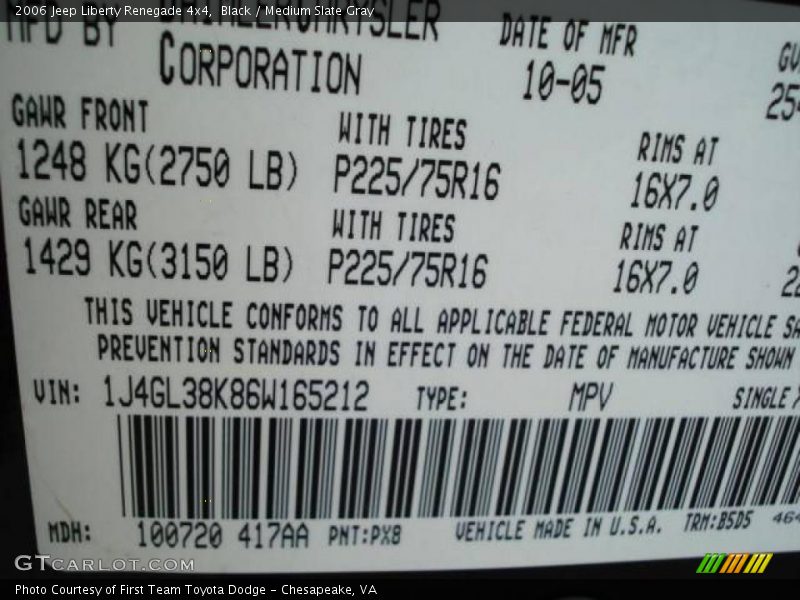 2006 Jeep Liberty Renegade 4x4, Black / Medium Slate Gray
MFD BY DAIMLERCHRYSLER CORPORATION
DATE OF MFR
10-05
GAWR FRONT WITH TIRES RIMS AT
1248 KG(2750 LB) P225/75R16 16X7.0
GAWR REAR WITH TIRES RIMS AT
1429 KG(3150 LB) P225/75R16 16X7.0
THIS VEHICLE CONFORMS TO ALL APPLICABLE FEDERAL MOTOR VEHICLE
PREVENTION STANDARDS IN EFFECT ON THE DATE OF MANUFACTURE SHOWN
VIN: 1J4GL38K86W165212 TYPE: MPV SINGLE
MDH: 100720 417AA PNT:PX8 VEHICLE MADE IN U.S.A. TRM:B5D5
GTCARLOT.COM
Photo Courtesy of First Team Toyota Dodge - Chesapeake, VA